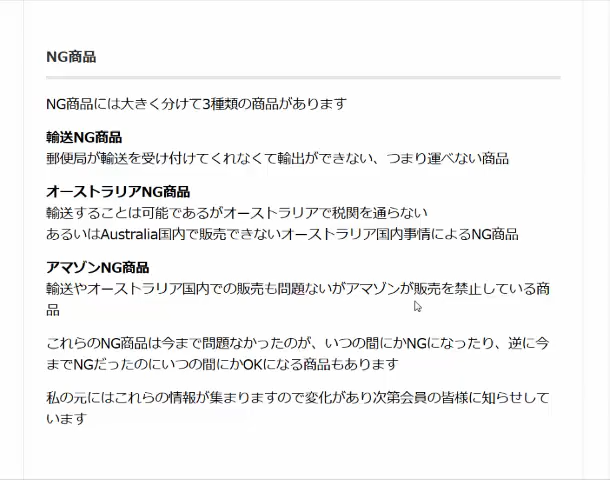 NG商品
NG商品には大きく分けて3種類の商品があります
輸送NG商品
郵便局が輸送を受け付けてくれなくて輸出ができない、つまり運べない商品
オーストラリアNG商品
輸送することは可能であるがオーストラリアで税関を通らない
あるいはAustralia国内で販売できないオーストラリア国内事情によるNG商品
アマゾンNG商品
輸送やオーストラリア国内での販売も問題ないがアマゾンが販売を禁止している商
品
これらのNG商品は今まで問題なかったのが、いつの間にかNGになったり、逆に今
までNGだったのにいつの間にかOKになる商品もあります
私の元にはこれらの情報が集まりますので変化があり次第会員の皆様に知らせして
います